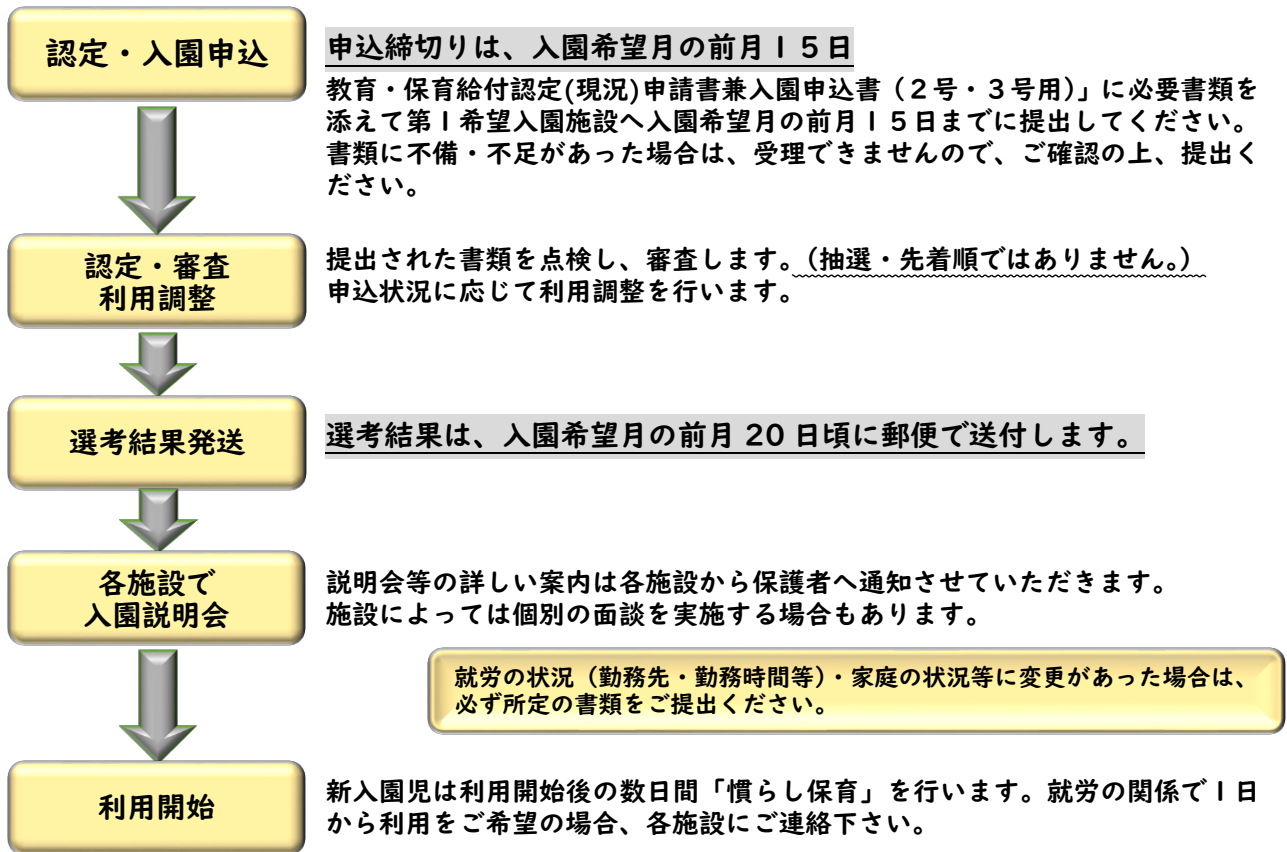 認定・入園申込
申込締切りは、入園希望月の前月１５日
教育・保育給付認定(現況)申請書兼入園申込書（２号・３号用）」に必要書類を
添えて第１希望入園施設へ入園希望月の前月１５日までに提出してください。
書類に不備・不足があった場合は、受理できませんので、ご確認の上、提出く
ださい。
認定・審査
利用調整
提出された書類を点検し、審査します。（抽選・先着順ではありません。）
申込状況に応じて利用調整を行います。
選考結果発送
選考結果は、入園希望月の前月 20 日頃に郵便で送付します。
各施設で
入園説明会
説明会等の詳しい案内は各施設から保護者へ通知させていただきます。
施設によっては個別の面談を実施する場合もあります。
就労の状況（勤務先・勤務時間等）・家庭の状況等に変更があった場合は、
必ず所定の書類をご提出ください。
利用開始
新入園児は利用開始後の数日間「慣らし保育」を行います。就労の関係で１日
から利用をご希望の場合、各施設にご連絡下さい。